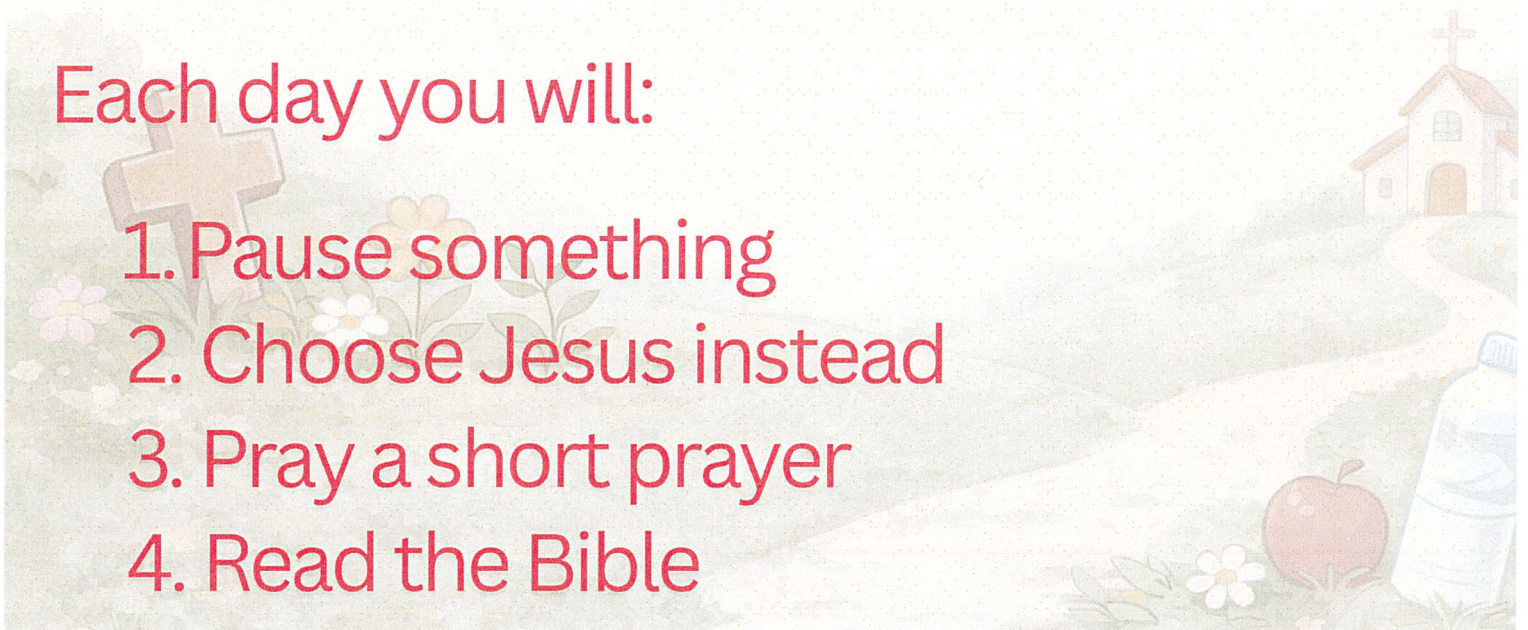 Each day you will:
1. Pause something
2. Choose Jesus instead
3. Pray a short prayer
4. Read the Bible